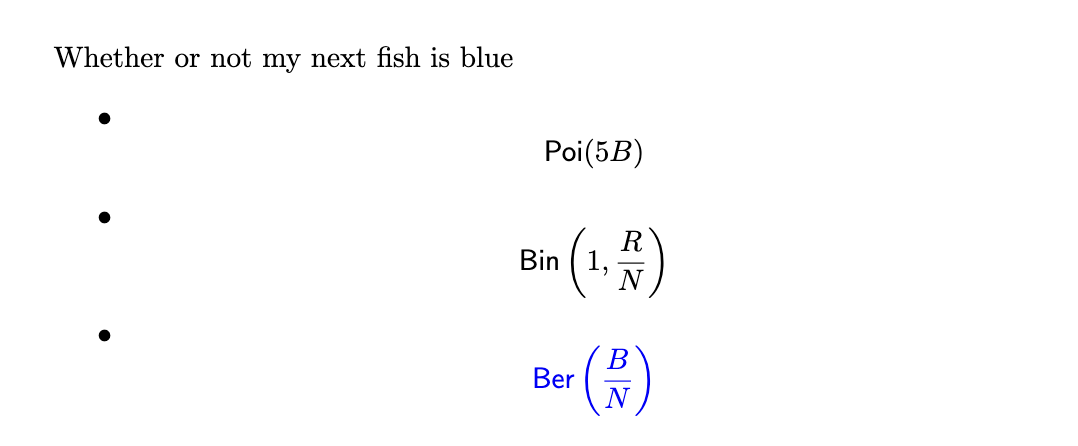 Whether or not my next fish is blue
• Poi(5B)
• Bin(1, R/N)
• Ber(B/N)